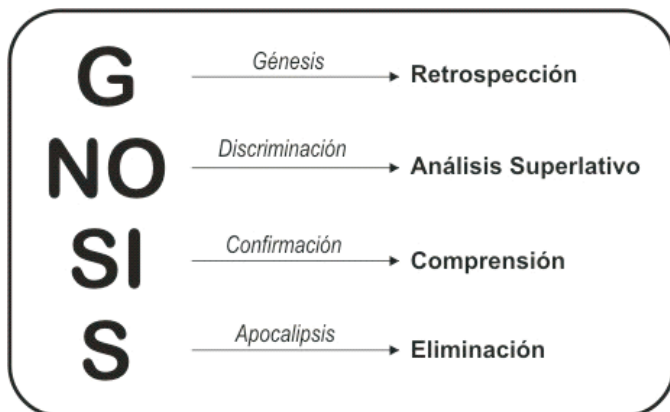 G Génesis Retrospección
NO Discriminación Análisis Superlativo
SI Confirmación Comprensión
S Apocalipsis Eliminación